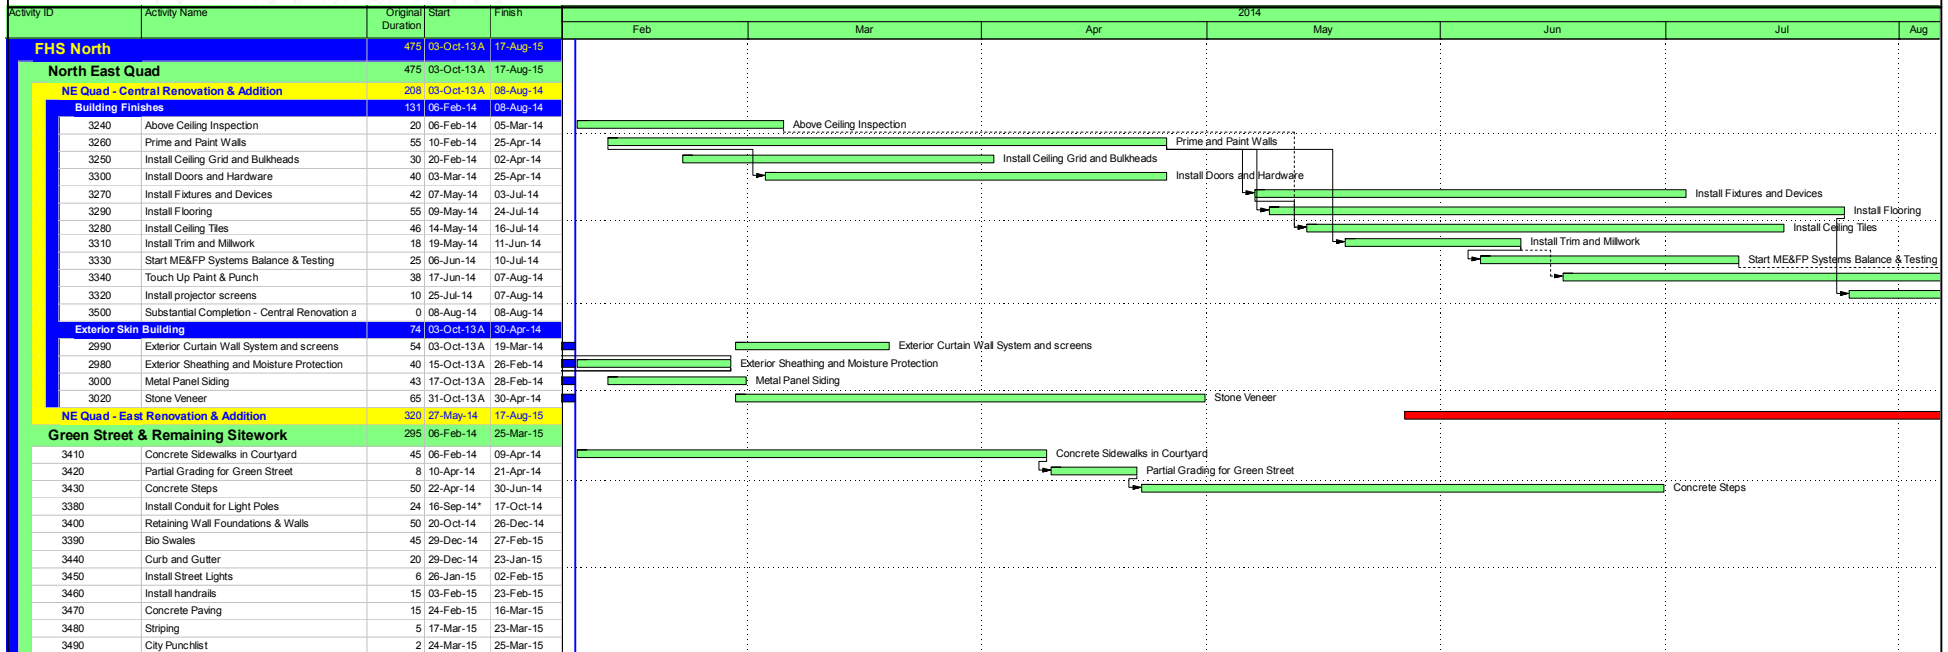 Activity ID Activity Name Original Duration Start Finish 2014
Feb Mar Apr May Jun Jul Aug
FHS North 475 03-Oct-13 A 17-Aug-15
North East Quad 475 03-Oct-13 A 17-Aug-15
NE Quad - Central Renovation & Addition 208 03-Oct-13 A 08-Aug-14
Building Finishes 131 06-Feb-14 08-Aug-14
3240 Above Ceiling Inspection 20 06-Feb-14 05-Mar-14 Above Ceiling Inspection
3260 Prime and Paint Walls 55 10-Feb-14 25-Apr-14 Prime and Paint Walls
3250 Install Ceiling Grid and Bulkheads 30 20-Feb-14 02-Apr-14 Install Ceiling Grid and Bulkheads
3300 Install Doors and Hardware 40 03-Mar-14 25-Apr-14 Install Doors and Hardware
3270 Install Fixtures and Devices 42 07-May-14 03-Jul-14 Install Fixtures and Devices
3290 Install Flooring 55 09-May-14 24-Jul-14 Install Flooring
3280 Install Ceiling Tiles 46 14-May-14 16-Jul-14 Install Ceiling Tiles
3310 Install Trim and Millwork 18 19-May-14 11-Jun-14 Install Trim and Millwork
3330 Start ME&FP Systems Balance & Testing 25 06-Jun-14 10-Jul-14 Start ME&FP Systems Balance & Testing
3340 Touch Up Paint & Punch 38 17-Jun-14 07-Aug-14
3320 Install projector screens 10 25-Jul-14 07-Aug-14
3500 Substantial Completion - Central Renovation a 0 08-Aug-14 08-Aug-14
Exterior Skin Building 74 03-Oct-13 A 30-Apr-14
2990 Exterior Curtain Wall System and screens 54 03-Oct-13 A 19-Mar-14 Exterior Curtain Wall System and screens
2980 Exterior Sheathing and Moisture Protection 40 15-Oct-13 A 26-Feb-14 Exterior Sheathing and Moisture Protection
3000 Metal Panel Siding 43 17-Oct-13 A 28-Feb-14 Metal Panel Siding
3020 Stone Veneer 65 31-Oct-13 A 30-Apr-14 Stone Veneer
NE Quad - East Renovation & Addition 320 27-May-14 17-Aug-15
Green Street & Remaining Sitework 295 06-Feb-14 25-Mar-15
3410 Concrete Sidewalks in Courtyard 45 06-Feb-14 09-Apr-14 Concrete Sidewalks in Courtyard
3420 Partial Grading for Green Street 8 10-Apr-14 21-Apr-14 Partial Grading for Green Street
3430 Concrete Steps 50 22-Apr-14 30-Jun-14 Concrete Steps
3380 Install Conduit for Light Poles 24 16-Sep-14* 17-Oct-14
3400 Retaining Wall Foundations & Walls 50 20-Oct-14 26-Dec-14
3390 Bio Swales 45 29-Dec-14 27-Feb-15
3440 Curb and Gutter 20 29-Dec-14 23-Jan-15
3450 Install Street Lights 6 26-Jan-15 02-Feb-15
3460 Install handrails 15 03-Feb-15 23-Feb-15
3470 Concrete Paving 15 24-Feb-15 16-Mar-15
3480 Striping 5 17-Mar-15 23-Mar-15
3490 City Punchlist 2 24-Mar-15 25-Mar-15